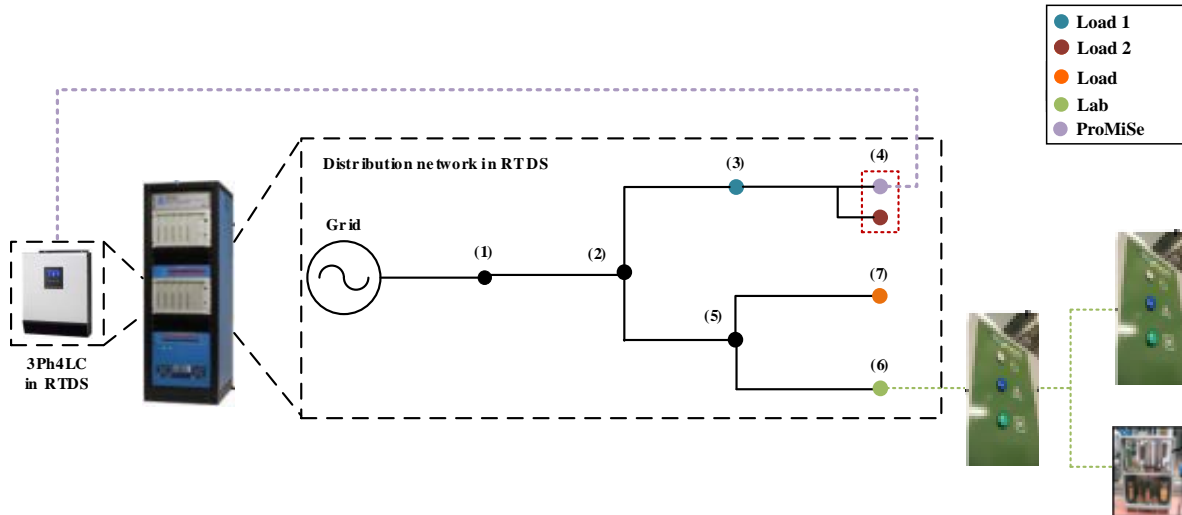 Load 1
Load 2
Load
Lab
ProMiSe
Distribution network in RTDS
(3)
(4)
Grid
(1)
(2)
(7)
(5)
(6)
3Ph4LC
in RTDS